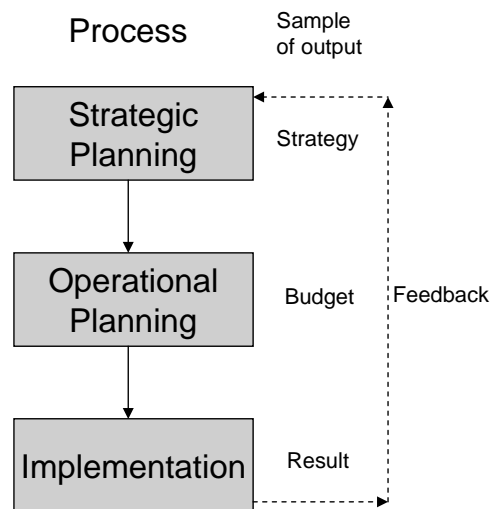 Process
Sample
of output
Strategic
Planning
Strategy
Operational
Planning
Budget
Feedback
Implementation
Result